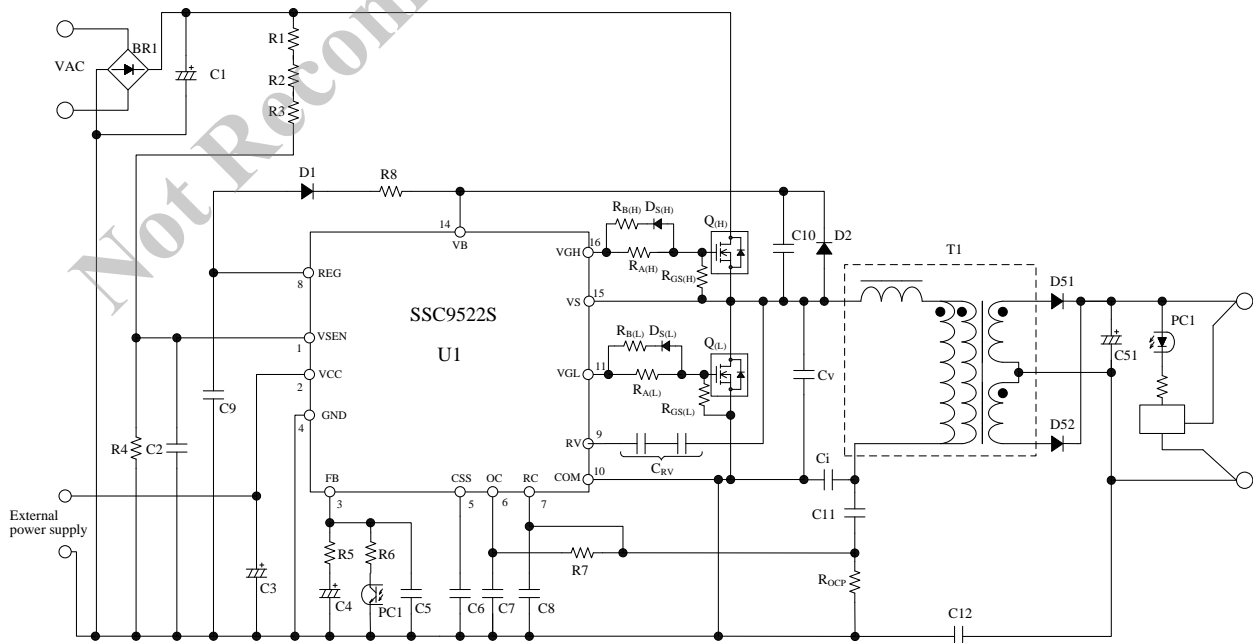 Not Recom
VAC
BR1
C1
R1
R2
R3
D1
R8
14
VB
REG
8
VSEN
1
VCC
2
GND
4
SSC9522S
U1
VGH
16
VS
15
VGL
11
RV
9
COM
10
FB
3
CSS
5
OC
6
RC
7
RB(H)
DS(H)
RA(H)
RGS(H)
Q(H)
C10
D2
RB(L)
DS(L)
RA(L)
RGS(L)
Q(L)
Cv
CRV
T1
D51
D52
C51
PC1
Ci
C11
ROCP
C12
R4
C2
C9
External
power supply
C3
R5
C4
R6
PC1
C5
C6
C7
R7
C8